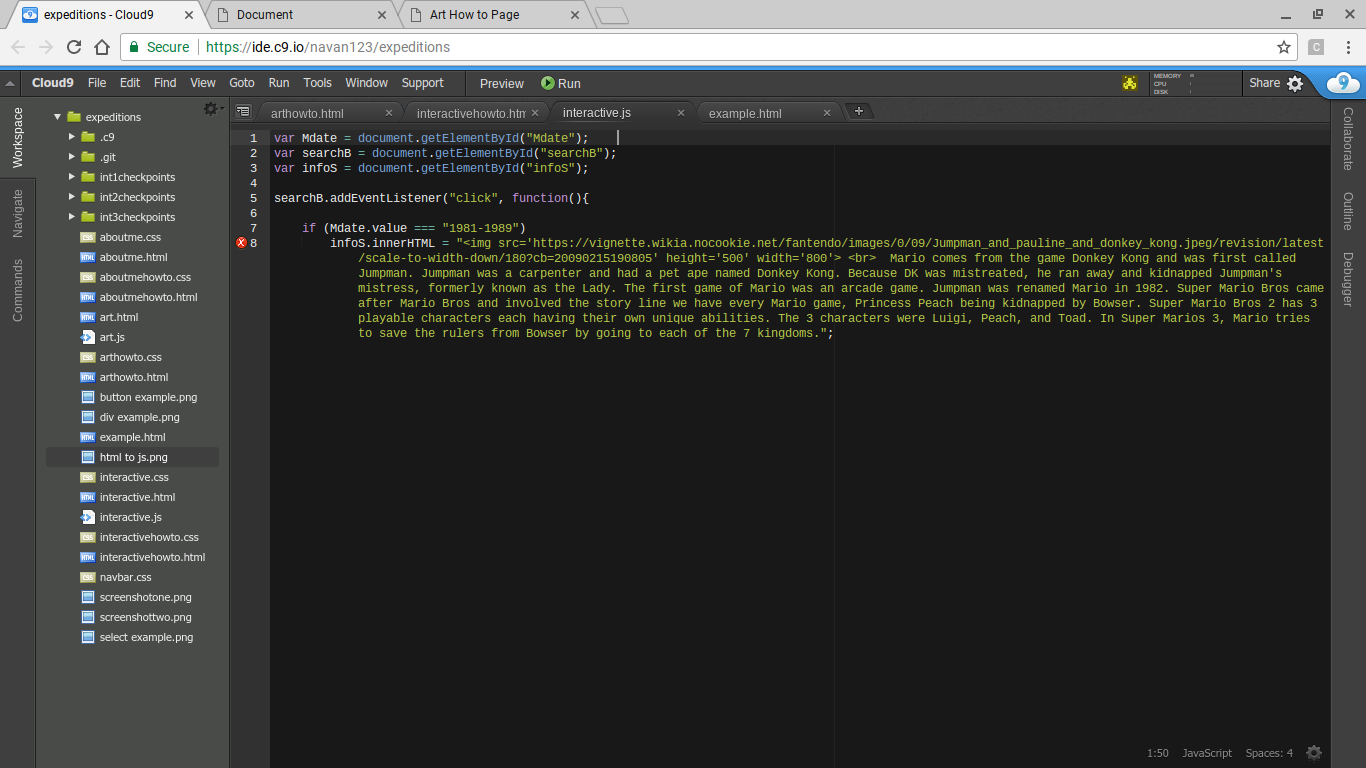 expeditions - Cloud9
Document
Art How to Page
Secure https://ide.c9.io/navan123/expeditions
Cloud9 File Edit Find View Goto Run Tools Window Support Preview Run
MEMORY
CPU
DISK
Share
Workspace
Navigate
Commands
expeditions
.c9
.git
int1checkpoints
int2checkpoints
int3checkpoints
aboutme.css
aboutme.html
aboutmehowto.css
aboutmehowto.html
art.html
art.js
arthowto.css
arthowto.html
button example.png
div example.png
example.html
html to js.png
interactive.css
interactive.html
interactive.js
interactivehowto.css
interactivehowto.html
navbar.css
screenshotone.png
screenshottwo.png
select example.png
arthowto.html interactivehowto.htm interactive.js example.html
1 var Mdate = document.getElementById("Mdate");
2 var searchB = document.getElementById("searchB");
3 var infoS = document.getElementById("infoS");
4
5 searchB.addEventListener("click", function(){
6
7 if (Mdate.value === "1981-1989")
8 infoS.innerHTML = "<img src='https://vignette.wikia.nocookie.net/fantendo/images/0/09/Jumpman_and_pauline_and_donkey_kong.jpeg/revision/latest
/scale-to-width-down/180?cb=20090215190805' height='500' width='800'> <br>  Mario comes from the game Donkey Kong and was first called
Jumpman. Jumpman was a carpenter and had a pet ape named Donkey Kong. Because DK was mistreated, he ran away and kidnapped Jumpman's
mistress, formerly known as the Lady. The first game of Mario was an arcade game. Jumpman was renamed Mario in 1982. Super Mario Bros came
after Mario Bros and involved the story line we have every Mario game, Princess Peach being kidnapped by Bowser. Super Mario Bros 2 has 3
playable characters each having their own unique abilities. The 3 characters were Luigi, Peach, and Toad. In Super Marios 3, Mario tries
to save the rulers from Bowser by going to each of the 7 kingdoms.";
Collaborate
Outline
Debugger
1:50 JavaScript Spaces: 4